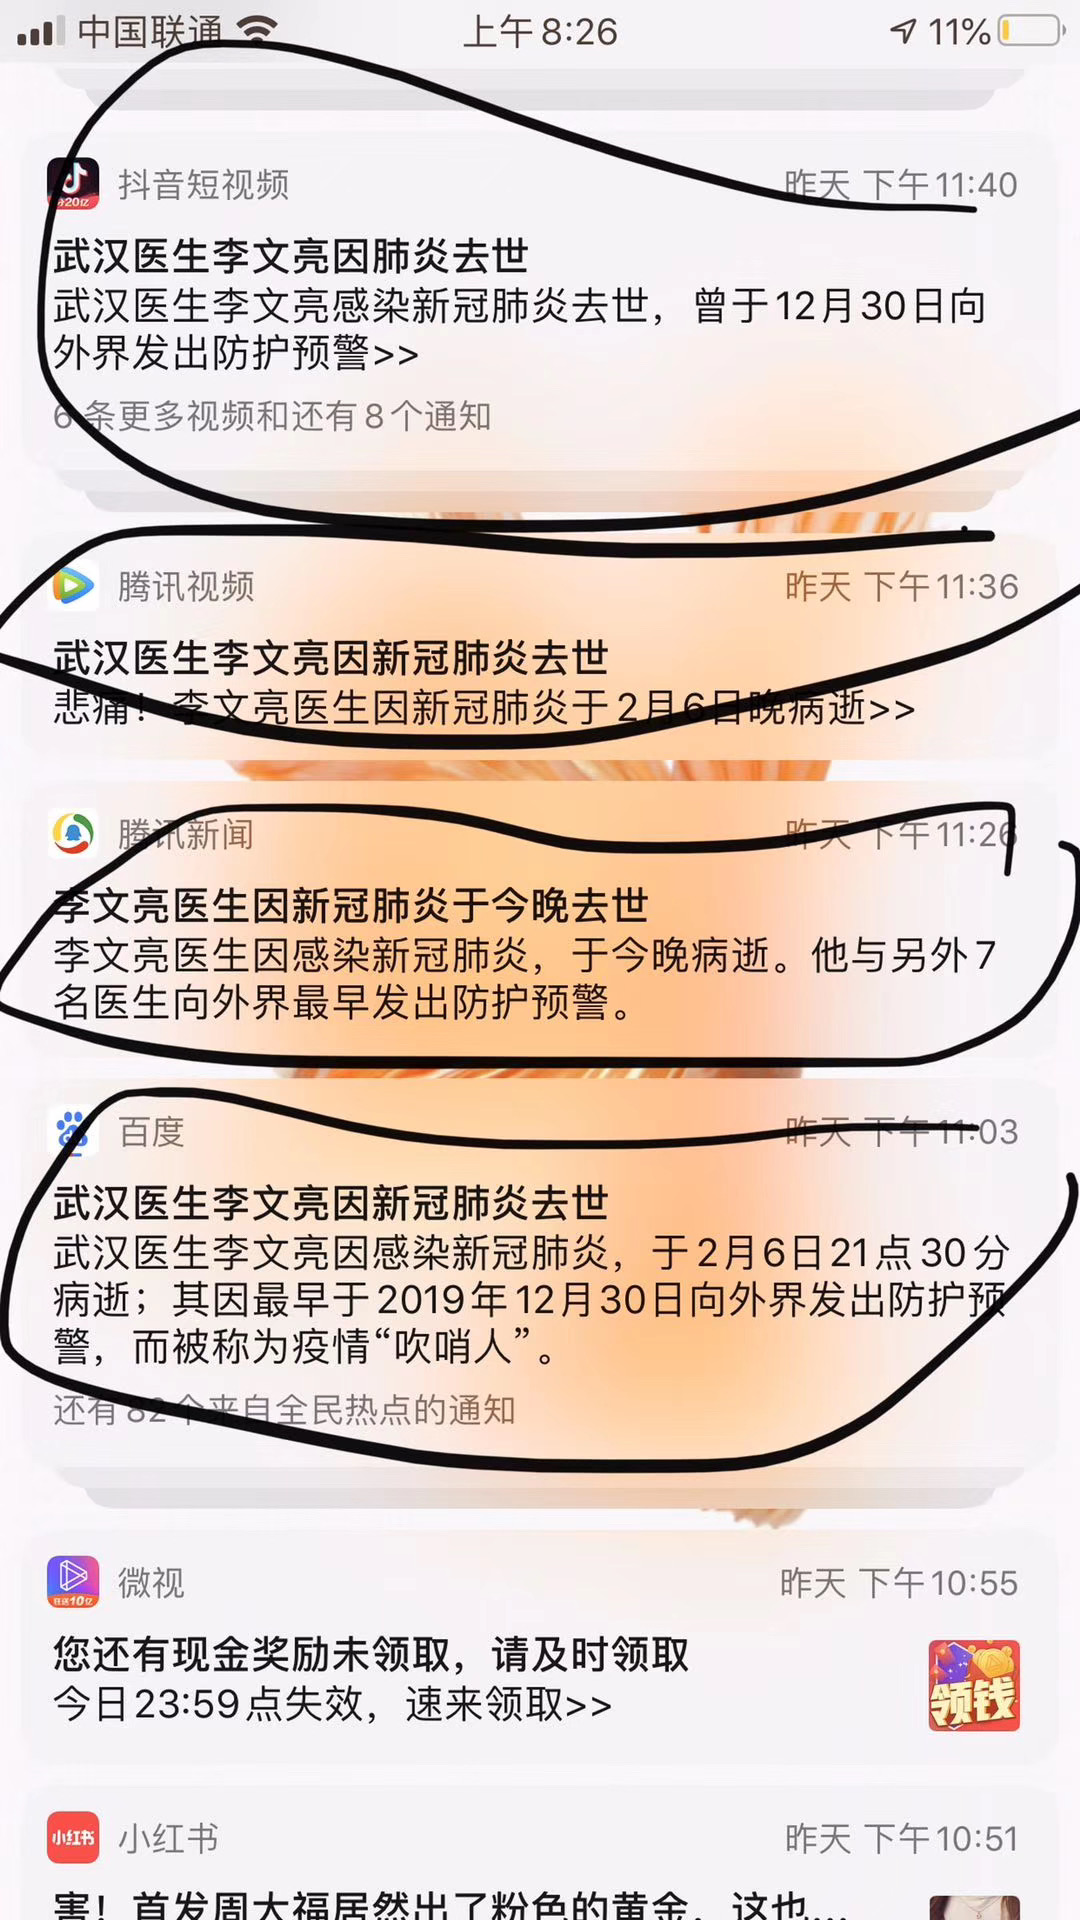 中国联通 上午8:26 11%
抖音短视频 昨天 下午11:40
武汉医生李文亮因肺炎去世
武汉医生李文亮感染新冠肺炎去世，曾于12月30日向
外界发出防护预警>>
6条更多视频和还有8个通知
腾讯视频 昨天 下午11:36
武汉医生李文亮因新冠肺炎去世
悲痛！李文亮医生因新冠肺炎于2月6日晚病逝>>
腾讯新闻 昨天 下午11:26
李文亮医生因新冠肺炎于今晚去世
李文亮医生因感染新冠肺炎，于今晚病逝。他与另外7
名医生向外界最早发出防护预警。
百度 昨天 下午11:03
武汉医生李文亮因新冠肺炎去世
武汉医生李文亮因感染新冠肺炎，于2月6日21点30分
病逝；其因最早于2019年12月30日向外界发出防护预
警，而被称为疫情“吹哨人”。
还有82个来自全民热点的通知
微视 昨天 下午10:55
狂送10亿
您还有现金奖励未领取，请及时领取
今日23:59点失效，速来领取>>
领钱
小红书
小红书 昨天 下午10:51
害！首发周大福居然出了粉色的黄金，这也...